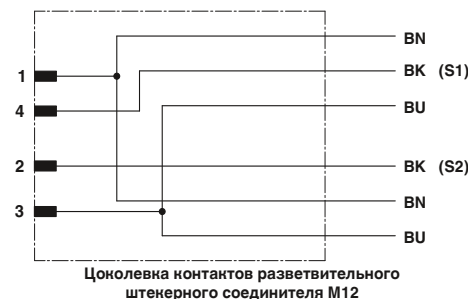 BN
1
BK (S1)
4
BU
2
BK (S2)
BN
3
BU
Цоколевка контактов разветвительного
штекерного соединителя M12